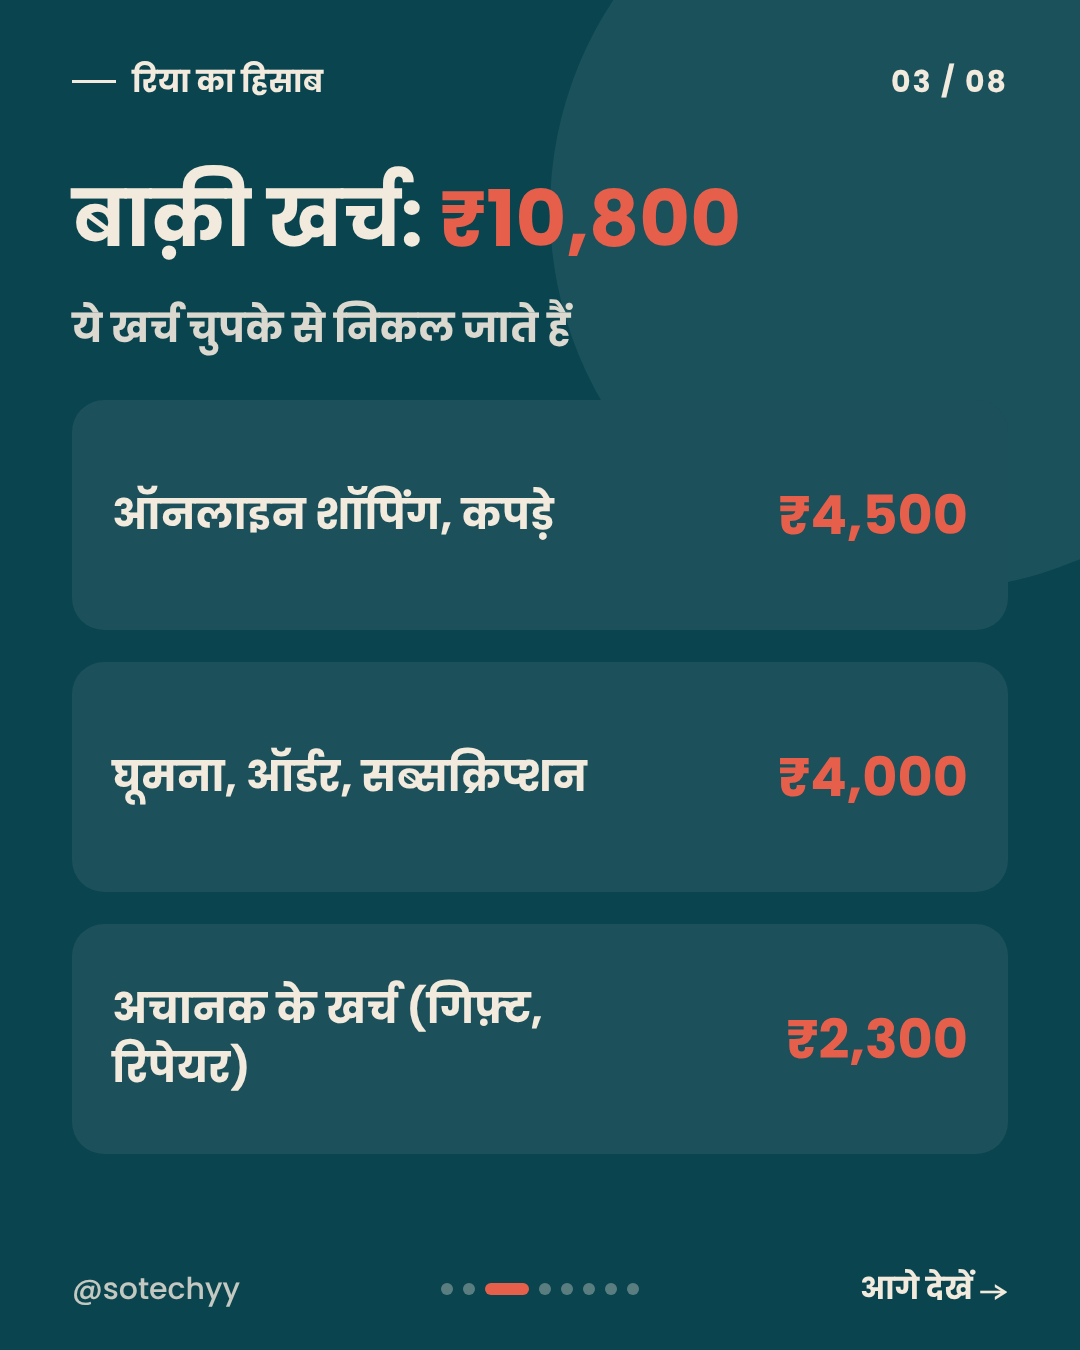 रिया का हिसाब
03 / 08
बाक़ी खर्च: ₹10,800
ये खर्च चुपके से निकल जाते हैं
ऑनलाइन शॉपिंग, कपड़े
₹4,500
घूमना, ऑर्डर, सब्सक्रिप्शन
₹4,000
अचानक के खर्च (गिफ़्ट,
रिपेयर)
₹2,300
@sotechyy
आगे देखें →